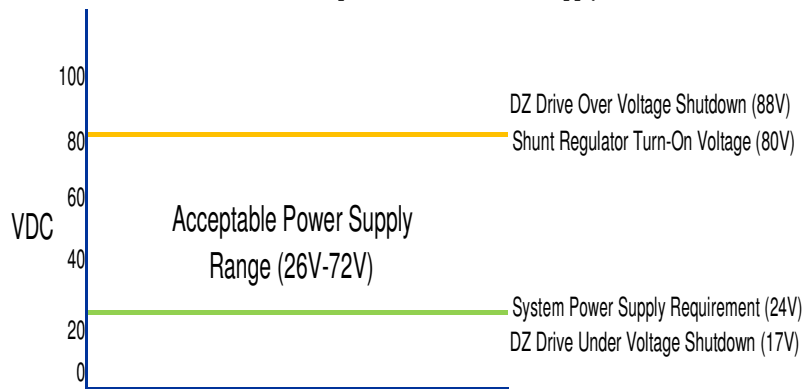 100
DZ Drive Over Voltage Shutdown (88V)
80
Shunt Regulator Turn-On Voltage (80V)
60
VDC
Acceptable Power Supply
Range (26V-72V)
40
System Power Supply Requirement (24V)
20
DZ Drive Under Voltage Shutdown (17V)
0